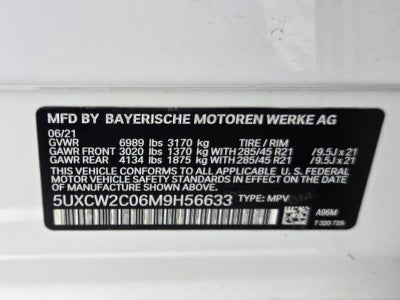 MFD BY BAYERISCHE MOTOREN WERKE AG
06/21
GVWR 6989 lbs 3170 kg TIRE / RIM
GAWR FRONT 3020 lbs 1370 kg WITH 285/45 R21 / 9.5J x 21
GAWR REAR 4134 lbs 1875 kg WITH 285/45 R21 / 9.5J x 21
THIS VEHICLE CONFORMS TO ALL APPLICABLE U. S. FEDERAL
MOTOR VEHICLE SAFETY STANDARDS IN EFFECT
ON THE DATE OF MANUFACTURE SHOWN ABOVE.
5UXCW2C06M9H56633 TYPE: MPV A96M
7-320-729